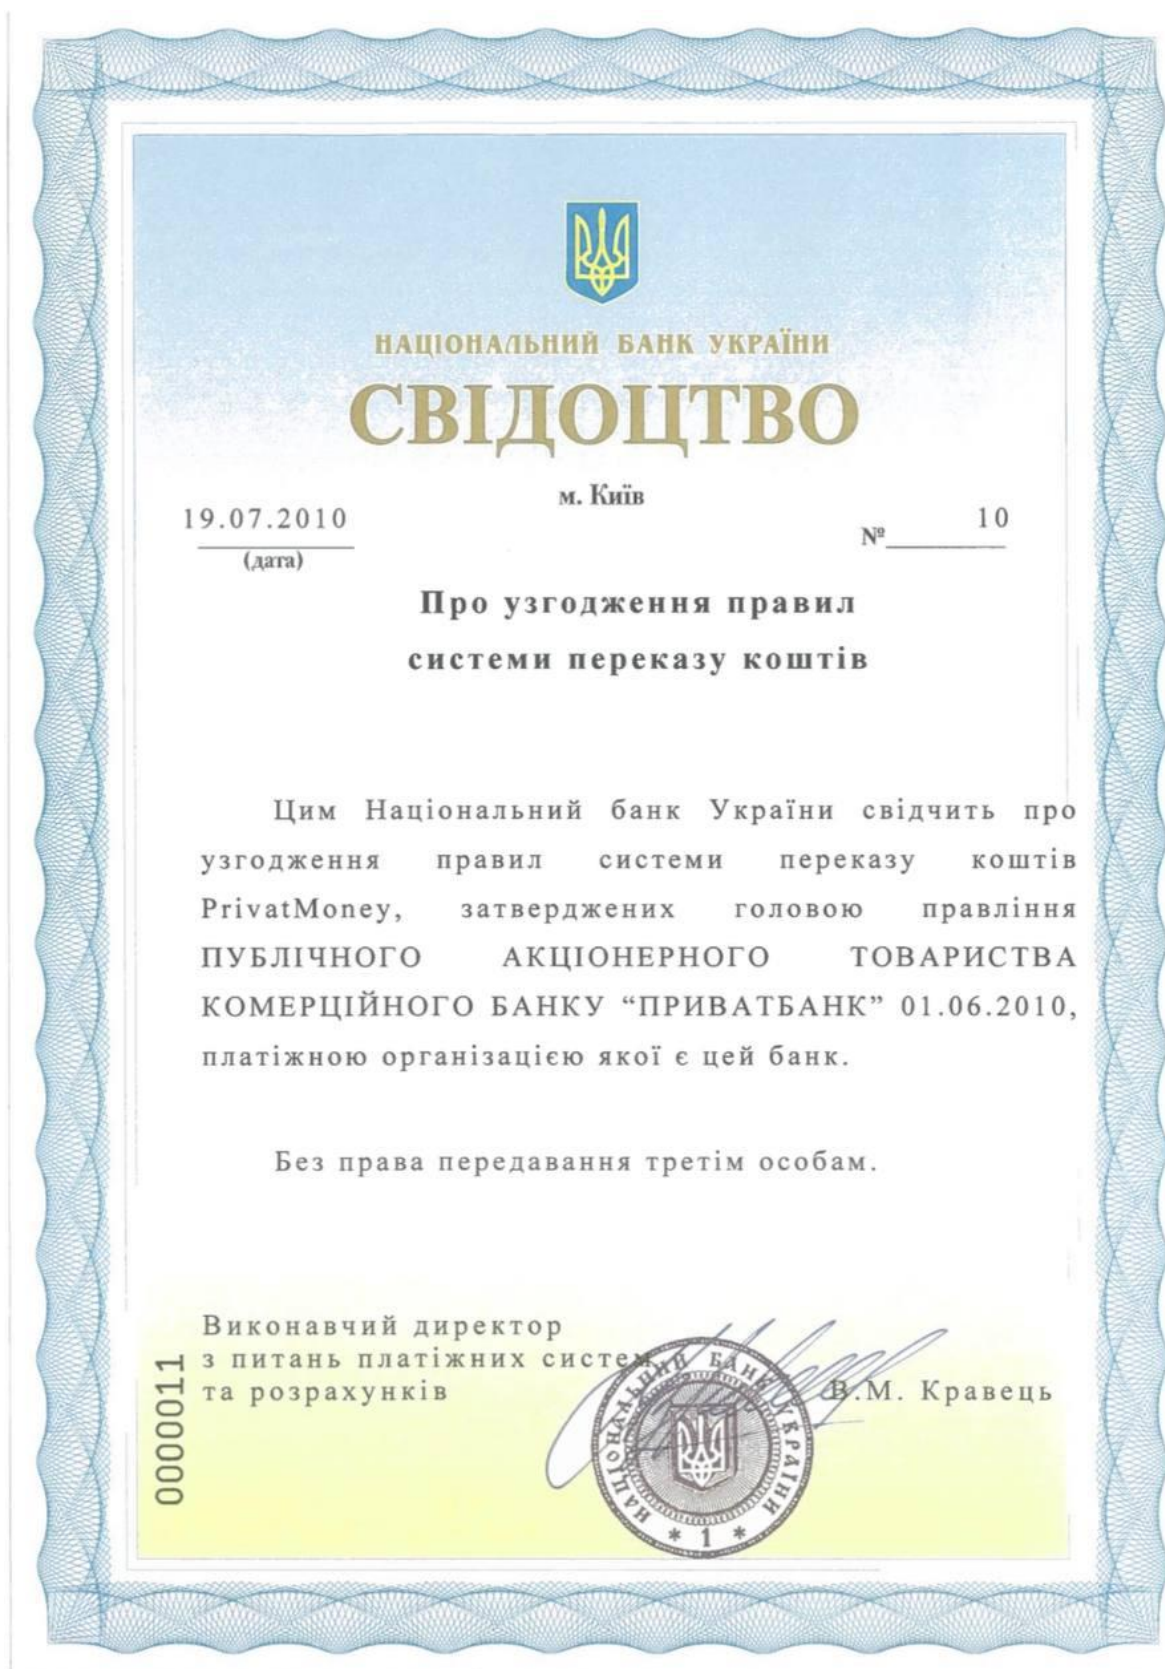 НАЦІОНАЛЬНИЙ БАНК УКРАЇНИ
СВІДОЦТВО
м. Київ
19.07.2010
(дата)
№ 10
Про узгодження правил
системи переказу коштів
Цим Національний банк України свідчить про
узгодження правил системи переказу коштів
PrivatMoney, затверджених головою правління
ПУБЛІЧНОГО АКЦІОНЕРНОГО ТОВАРИСТВА
КОМЕРЦІЙНОГО БАНКУ “ПРИВАТБАНК” 01.06.2010,
платіжною організацією якої є цей банк.
Без права передавання третім особам.
Виконавчий директор
з питань платіжних систем
та розрахунків
В.М. Кравець
0000011
НАЦІОНАЛЬНИЙ БАНК УКРАЇНИ
* 1 *